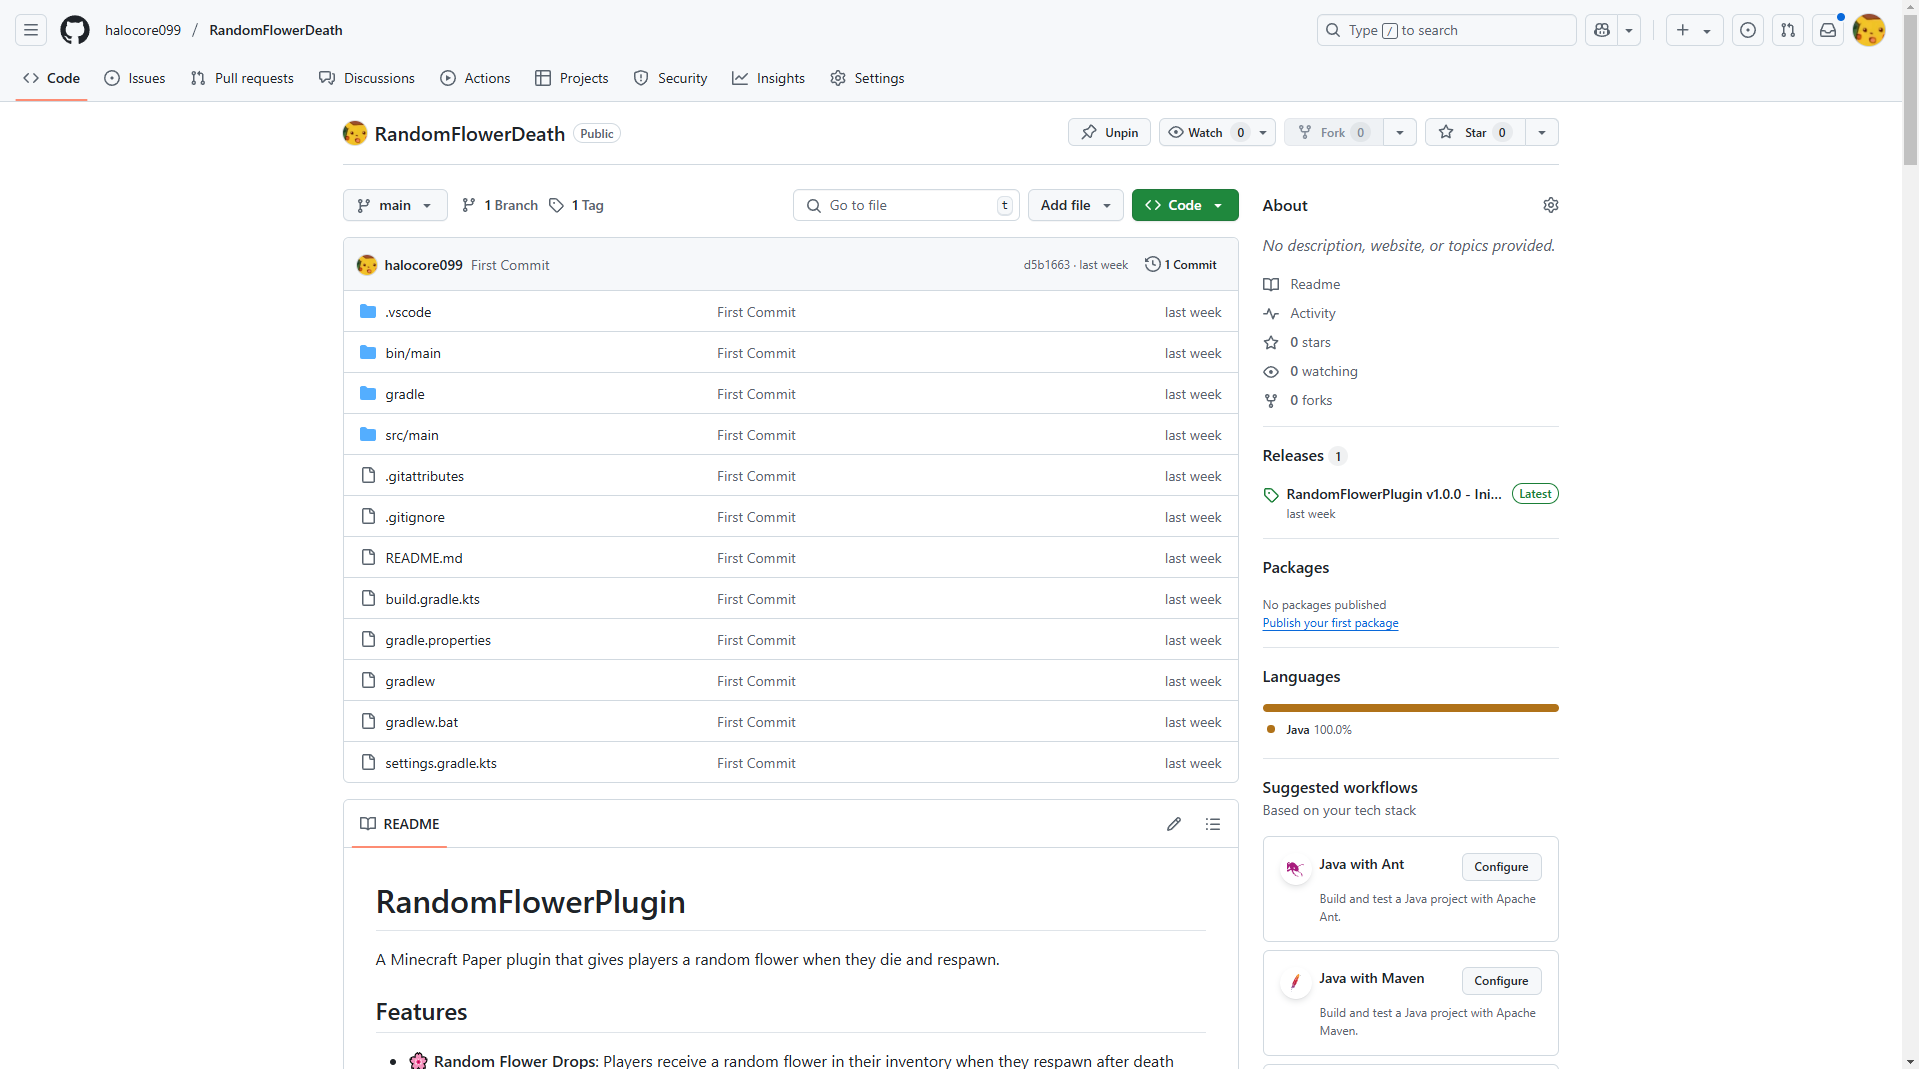 halocore099 / RandomFlowerDeath
Type / to search
Code Issues Pull requests Discussions Actions Projects Security Insights Settings
RandomFlowerDeath Public
Unpin Watch 0 Fork 0 Star 0
main 1 Branch 1 Tag
Go to file t Add file Code
halocore099 First Commit d5b1663 · last week 1 Commit
.vscode First Commit last week
bin/main First Commit last week
gradle First Commit last week
src/main First Commit last week
.gitattributes First Commit last week
.gitignore First Commit last week
README.md First Commit last week
build.gradle.kts First Commit last week
gradle.properties First Commit last week
gradlew First Commit last week
gradlew.bat First Commit last week
settings.gradle.kts First Commit last week
README
RandomFlowerPlugin
A Minecraft Paper plugin that gives players a random flower when they die and respawn.
Features
• 🌸 Random Flower Drops: Players receive a random flower in their inventory when they respawn after death
About
No description, website, or topics provided.
Readme
Activity
0 stars
0 watching
0 forks
Releases 1
RandomFlowerPlugin v1.0.0 - Ini... Latest
last week
Packages
No packages published
Publish your first package
Languages
Java 100.0%
Suggested workflows
Based on your tech stack
Java with Ant Configure
Build and test a Java project with Apache
Ant.
Java with Maven Configure
Build and test a Java project with Apache
Maven.